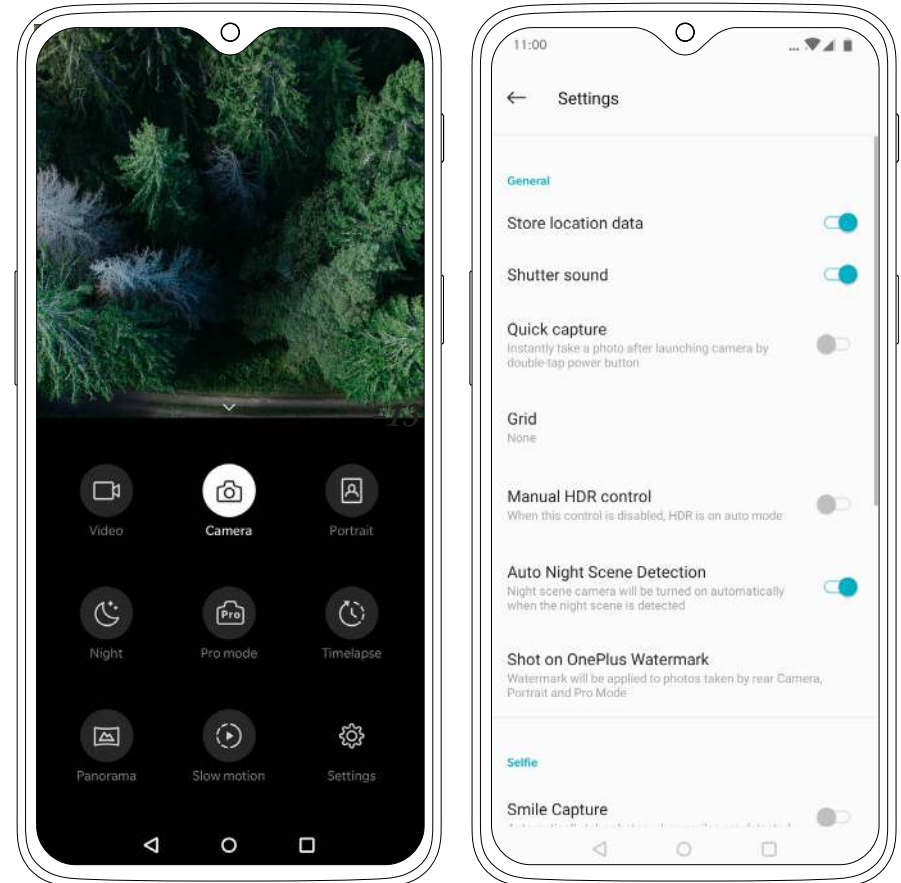 49
Video
Camera
Portrait
Night
Pro
Pro mode
Timelapse
Panorama
Slow motion
Settings
11:00
...
Settings
General
Store location data
Shutter sound
Quick capture
Instantly take a photo after launching camera by
double-tap power button
Grid
None
Manual HDR control
When this control is disabled, HDR is on auto mode
Auto Night Scene Detection
Night scene camera will be turned on automatically
when the night scene is detected
Shot on OnePlus Watermark
Watermark will be applied to photos taken by rear Camera,
Portrait and Pro Mode
Selfie
Smile Capture